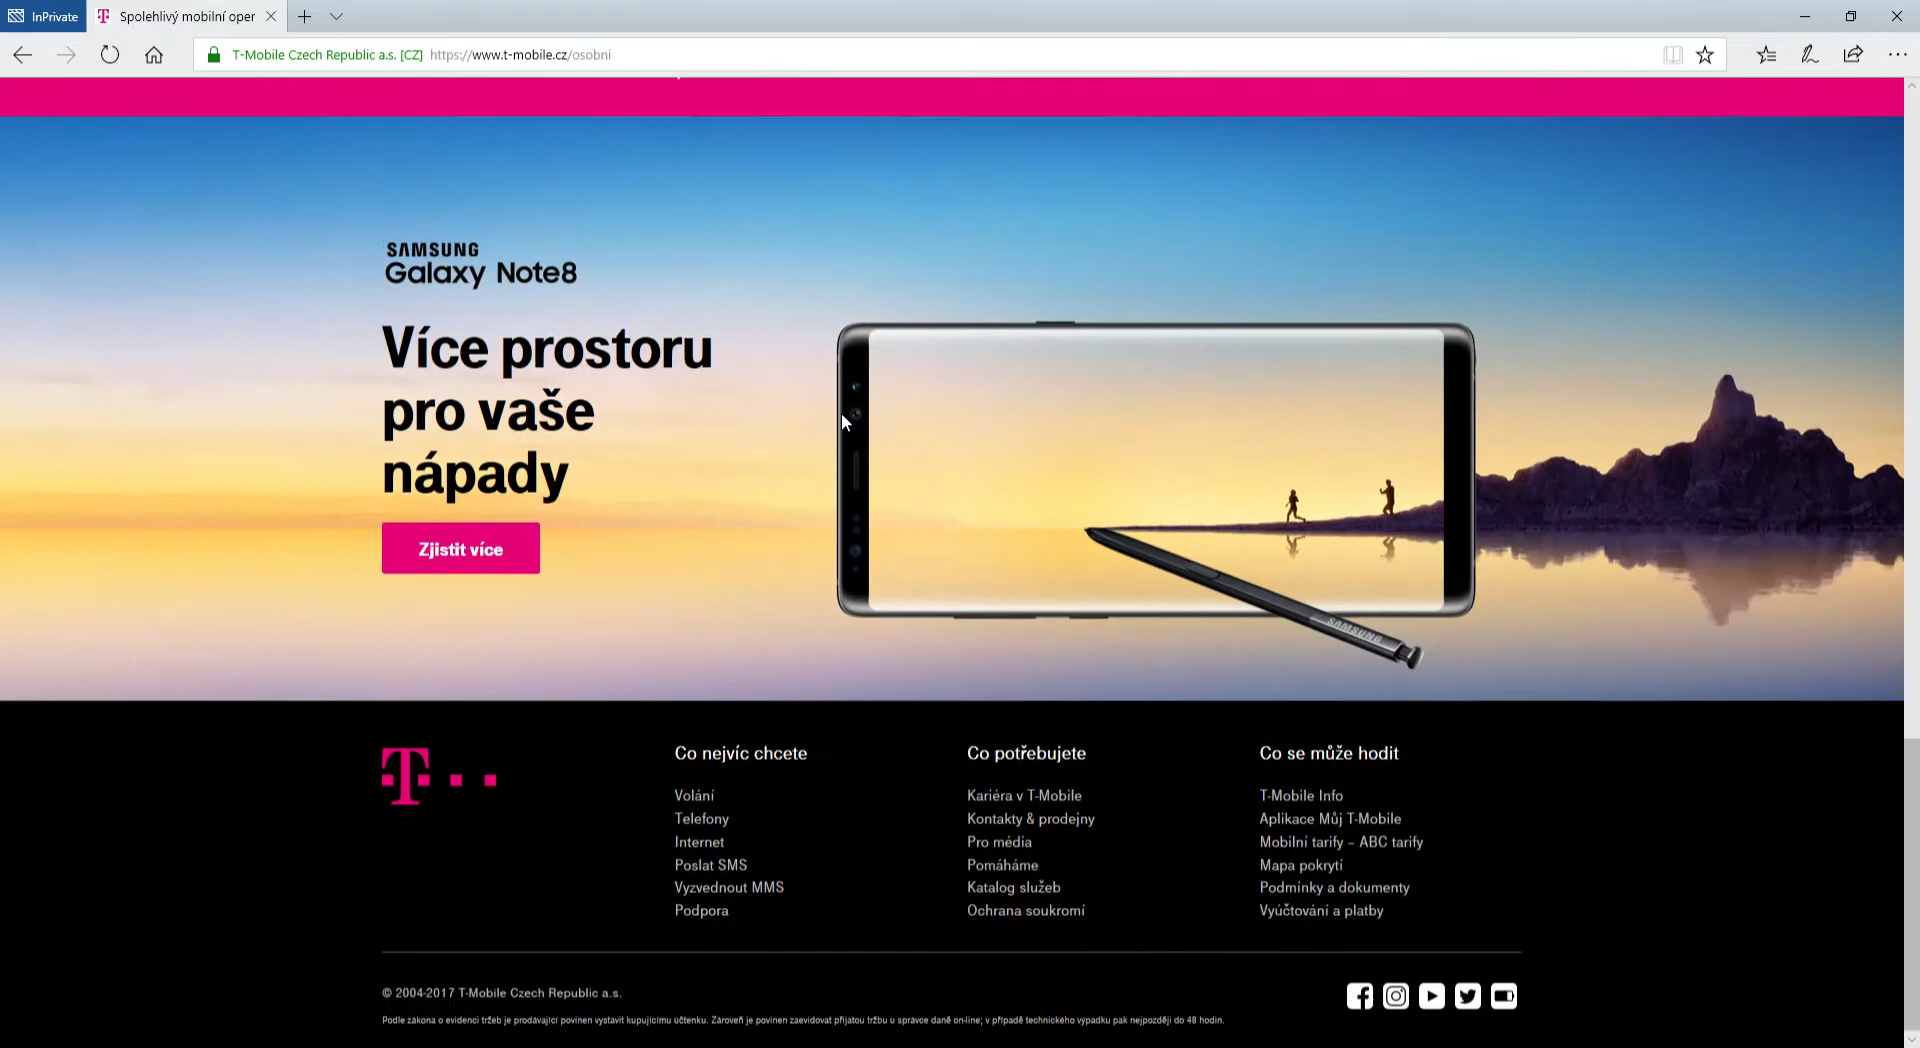 InPrivate
Spolehlivý mobilní oper
T-Mobile Czech Republic a.s. [CZ] https://www.t-mobile.cz/osobni
SAMSUNG
Galaxy Note8
Více prostoru
pro vaše
nápady
Zjistit více
SAMSUNG
T
Co nejvíc chcete
Volání
Telefony
Internet
Poslat SMS
Vyzvednout MMS
Podpora
Co potřebujete
Kariéra v T-Mobile
Kontakty & prodejny
Pro média
Pomáháme
Katalog služeb
Ochrana soukromí
Co se může hodit
T-Mobile Info
Aplikace Můj T-Mobile
Mobilní tarify – ABC tarify
Mapa pokrytí
Podmínky a dokumenty
Vyúčtování a platby
© 2004-2017 T-Mobile Czech Republic a.s.
Podle zákona o evidenci tržeb je prodávající povinen vystavit kupujícímu účtenku. Zároveň je povinen zaevidovat přijatou tržbu u správce daně on-line; v případě technického výpadku pak nejpozději do 48 hodin.